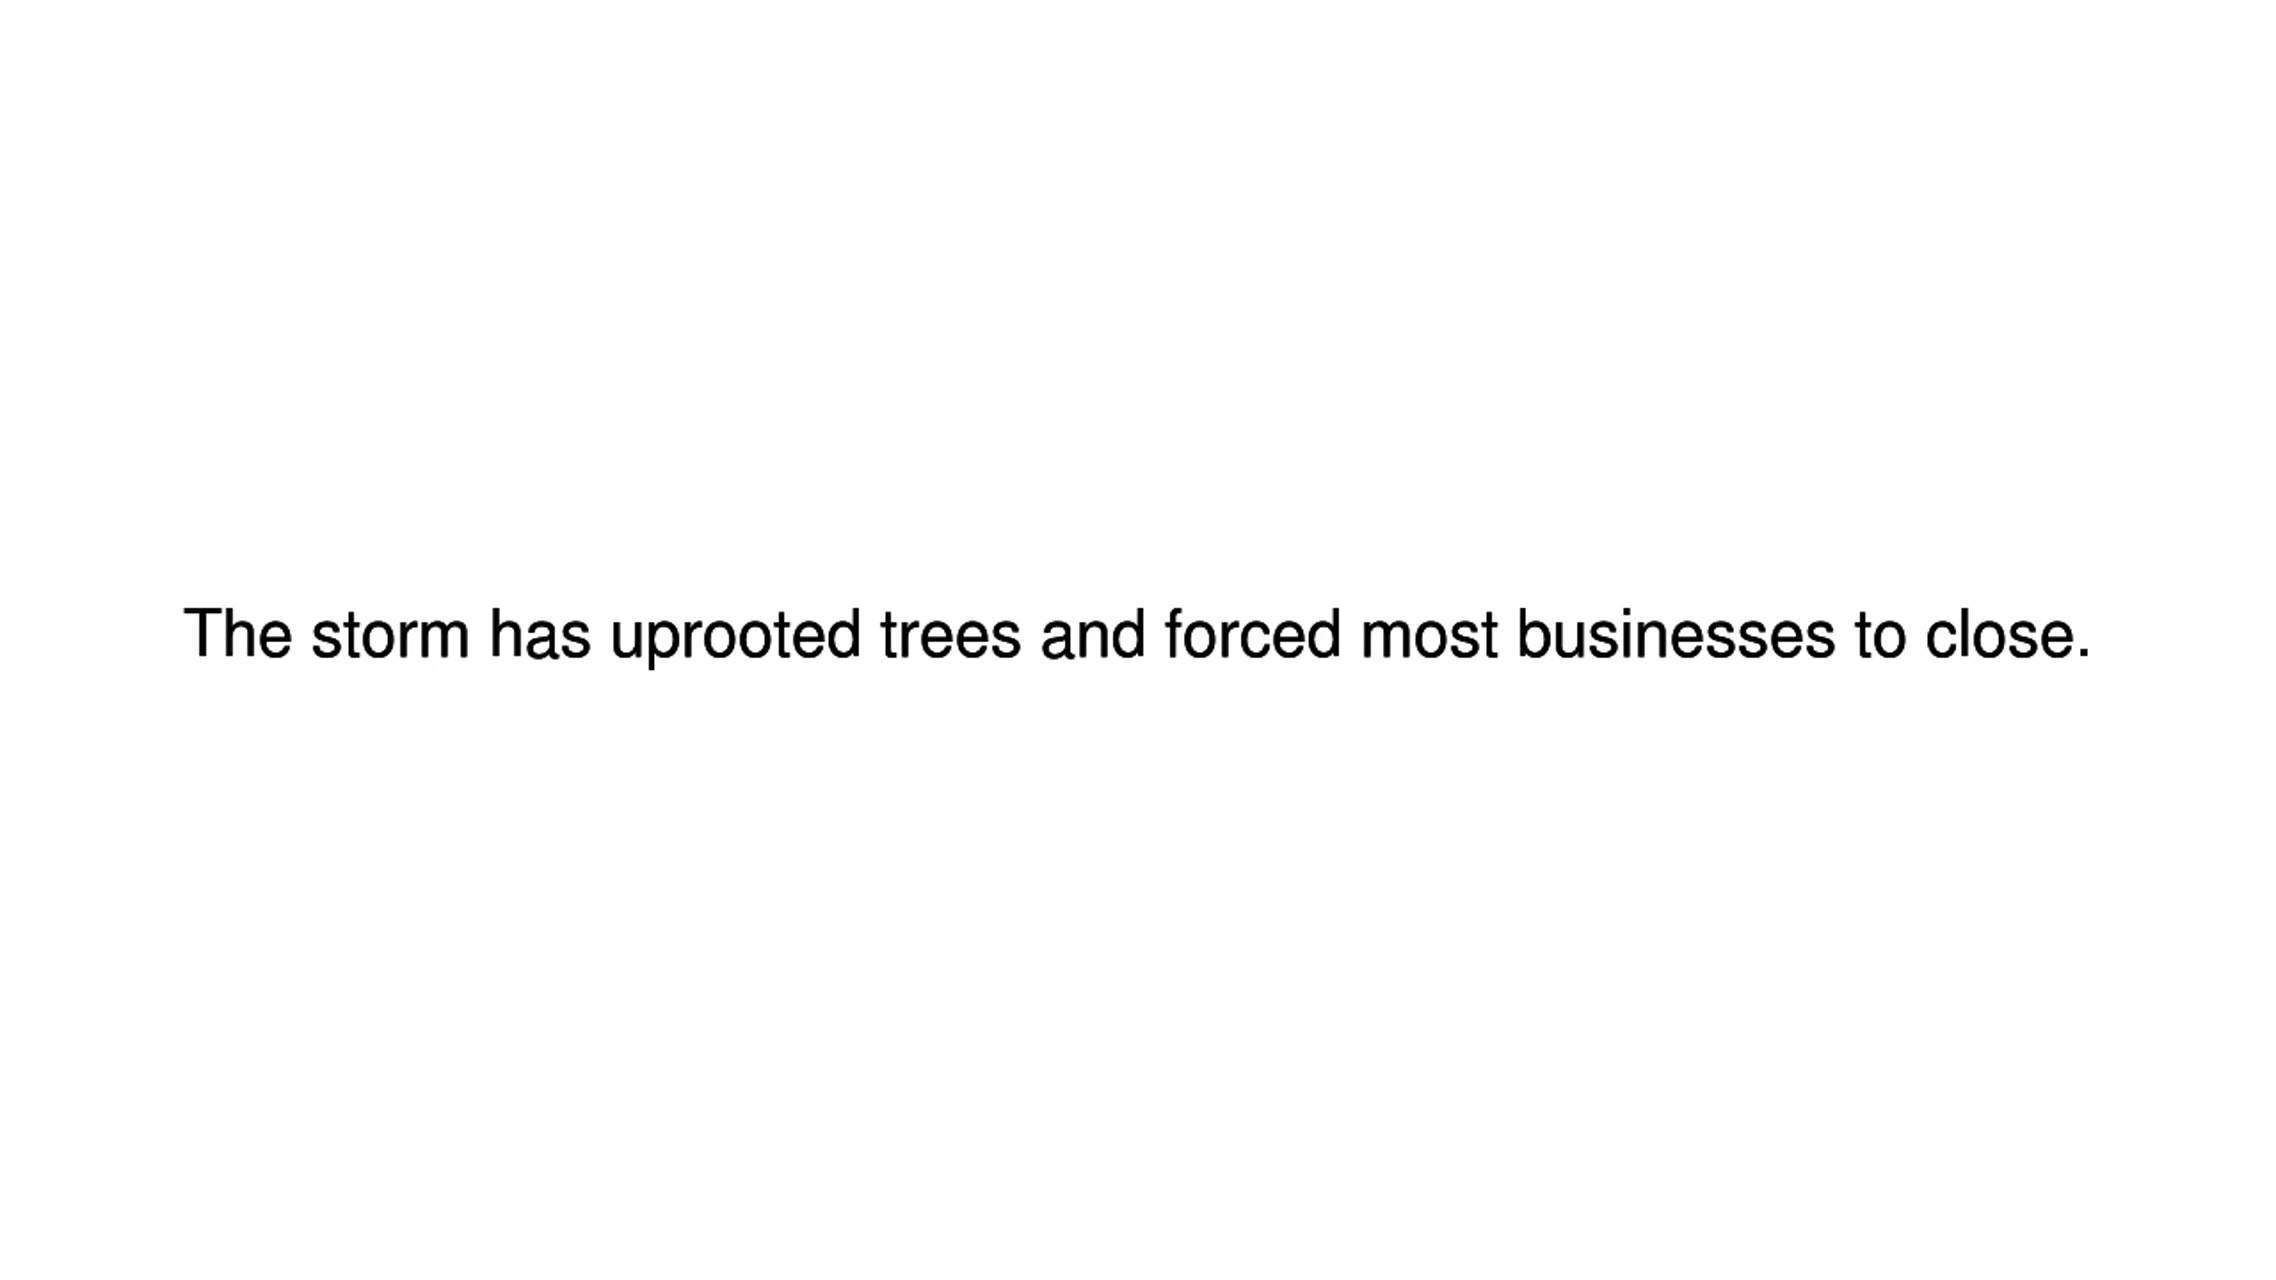 The storm has uprooted trees and forced most businesses to close.